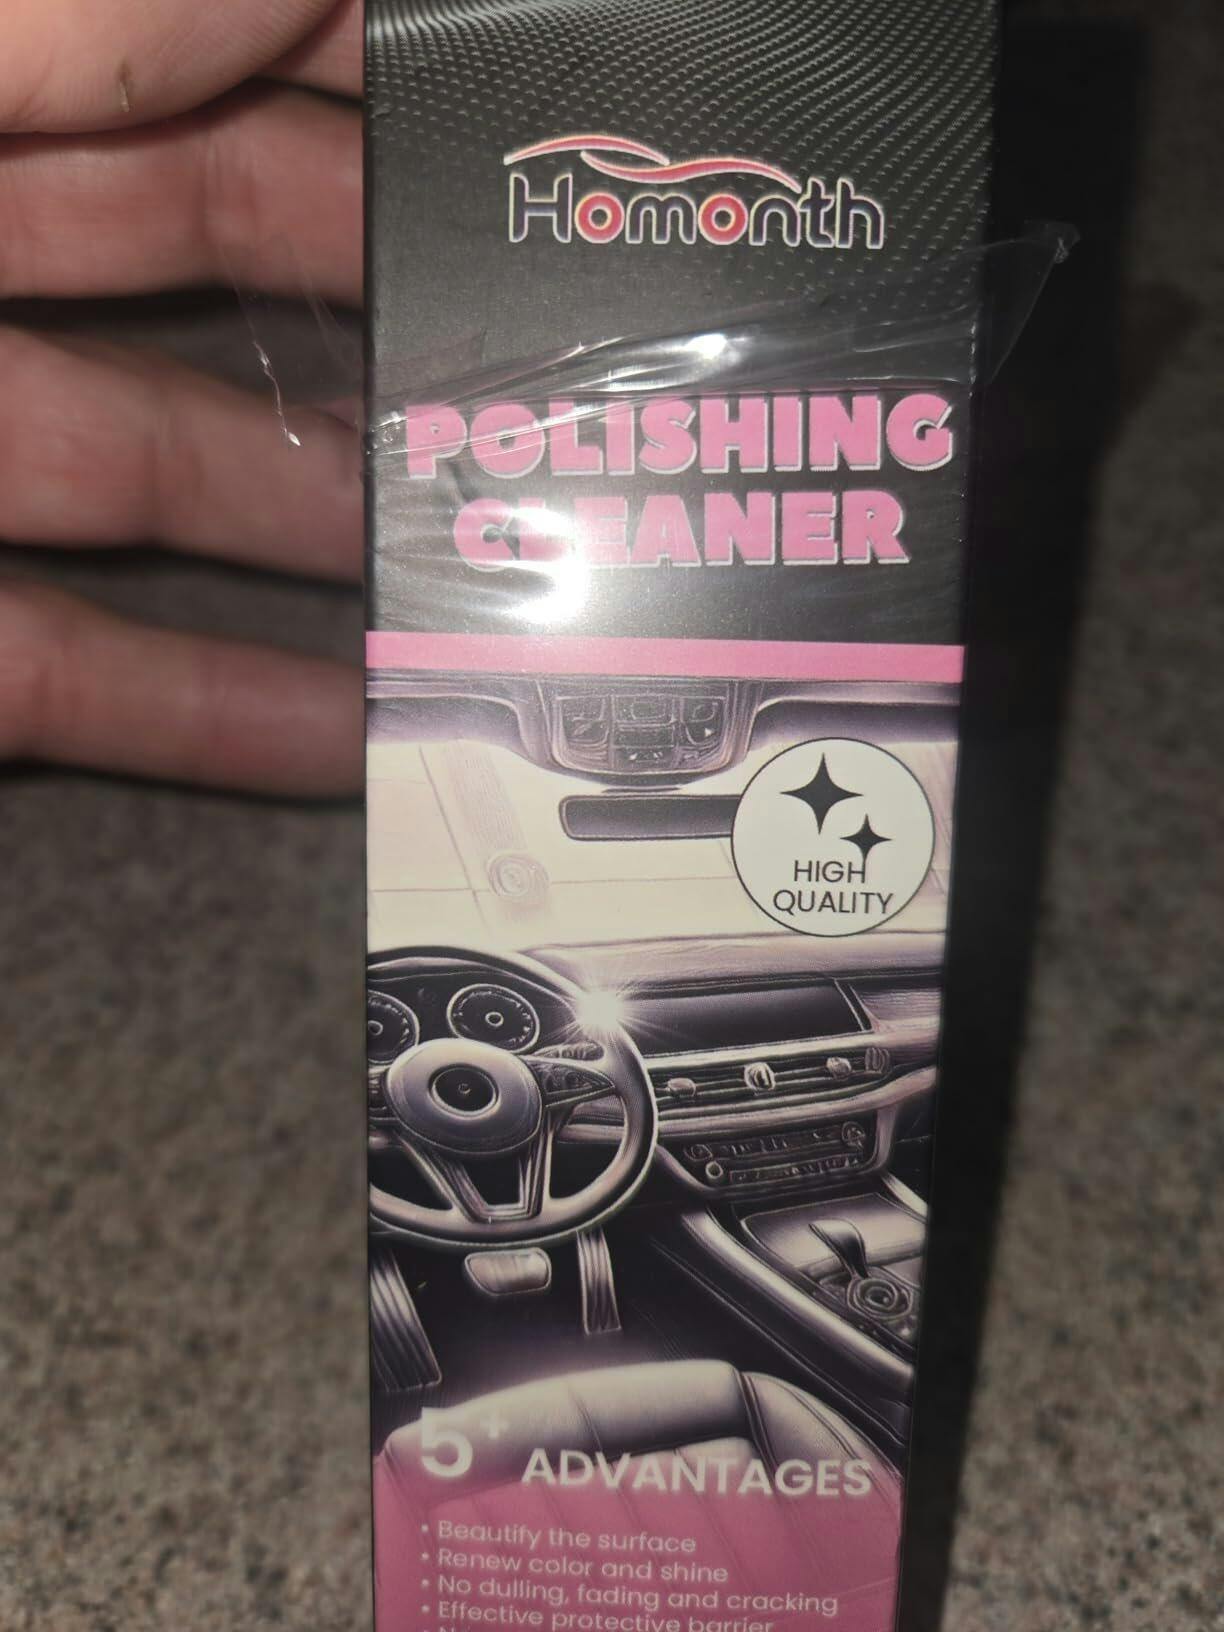 Homonth
POLISHING
CLEANER
HIGH
QUALITY
5+
ADVANTAGES
• Beautify the surface
• Renew color and shine
• No dulling, fading and cracking
• Effective protective barrier